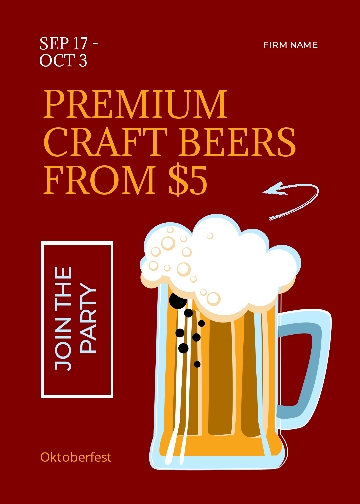 SEP 17 -
OCT 3
FIRM NAME
PREMIUM
CRAFT BEERS
FROM $5
JOIN THE
PARTY
Oktoberfest